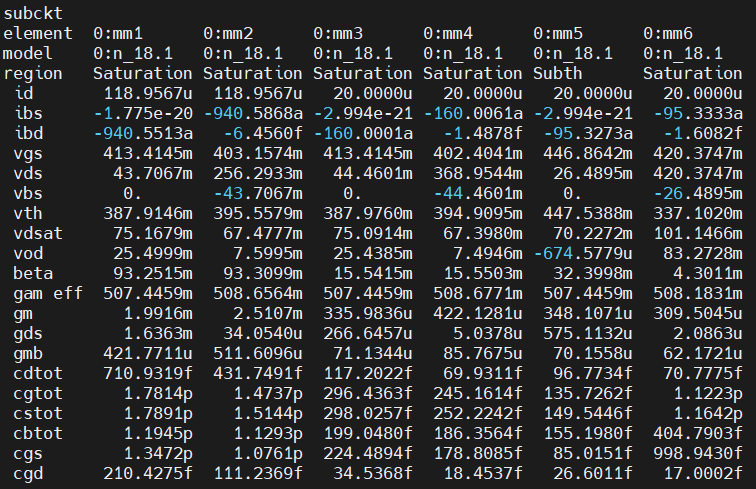 subckt
element 0:mm1 0:mm2 0:mm3 0:mm4 0:mm5 0:mm6
model 0:n_18.1 0:n_18.1 0:n_18.1 0:n_18.1 0:n_18.1 0:n_18.1
region Saturation Saturation Saturation Saturation Subth Saturation
id 118.9567u 118.9567u 20.0000u 20.0000u 20.0000u 20.0000u
ibs -1.775e-20 -940.5868a -2.994e-21 -160.0061a -2.994e-21 -95.3333a
ibd -940.5513a -6.4560f -160.0001a -1.4878f -95.3273a -1.6082f
vgs 413.4145m 403.1574m 413.4145m 402.4041m 446.8642m 420.3747m
vds 43.7067m 256.2933m 44.4601m 368.9544m 26.4895m 420.3747m
vbs 0. -43.7067m 0. -44.4601m 0. -26.4895m
vth 387.9146m 395.5579m 387.9760m 394.9095m 447.5388m 337.1020m
vdsat 75.1679m 67.4777m 75.0914m 67.3980m 70.2272m 101.1466m
vod 25.4999m 7.5995m 25.4385m 7.4946m -674.5779u 83.2728m
beta 93.2515m 93.3099m 15.5415m 15.5503m 32.3998m 4.3011m
gam eff 507.4459m 508.6564m 507.4459m 508.6771m 507.4459m 508.1831m
gm 1.9916m 2.5107m 335.9836u 422.1281u 348.1071u 309.5045u
gds 1.6363m 34.0540u 266.6457u 5.0378u 575.1132u 2.0863u
gmb 421.7711u 511.6096u 71.1344u 85.7675u 70.1558u 62.1721u
cdtot 710.9319f 431.7491f 117.2022f 69.9311f 96.7734f 70.7775f
cgtot 1.7814p 1.4737p 296.4363f 245.1614f 135.7262f 1.1223p
cstot 1.7891p 1.5144p 298.0257f 252.2242f 149.5446f 1.1642p
cbtot 1.1945p 1.1293p 199.0480f 186.3564f 155.1980f 404.7903f
cgs 1.3472p 1.0761p 224.4894f 178.8085f 85.0151f 998.9430f
cgd 210.4275f 111.2369f 34.5368f 18.4537f 26.6011f 17.0002f